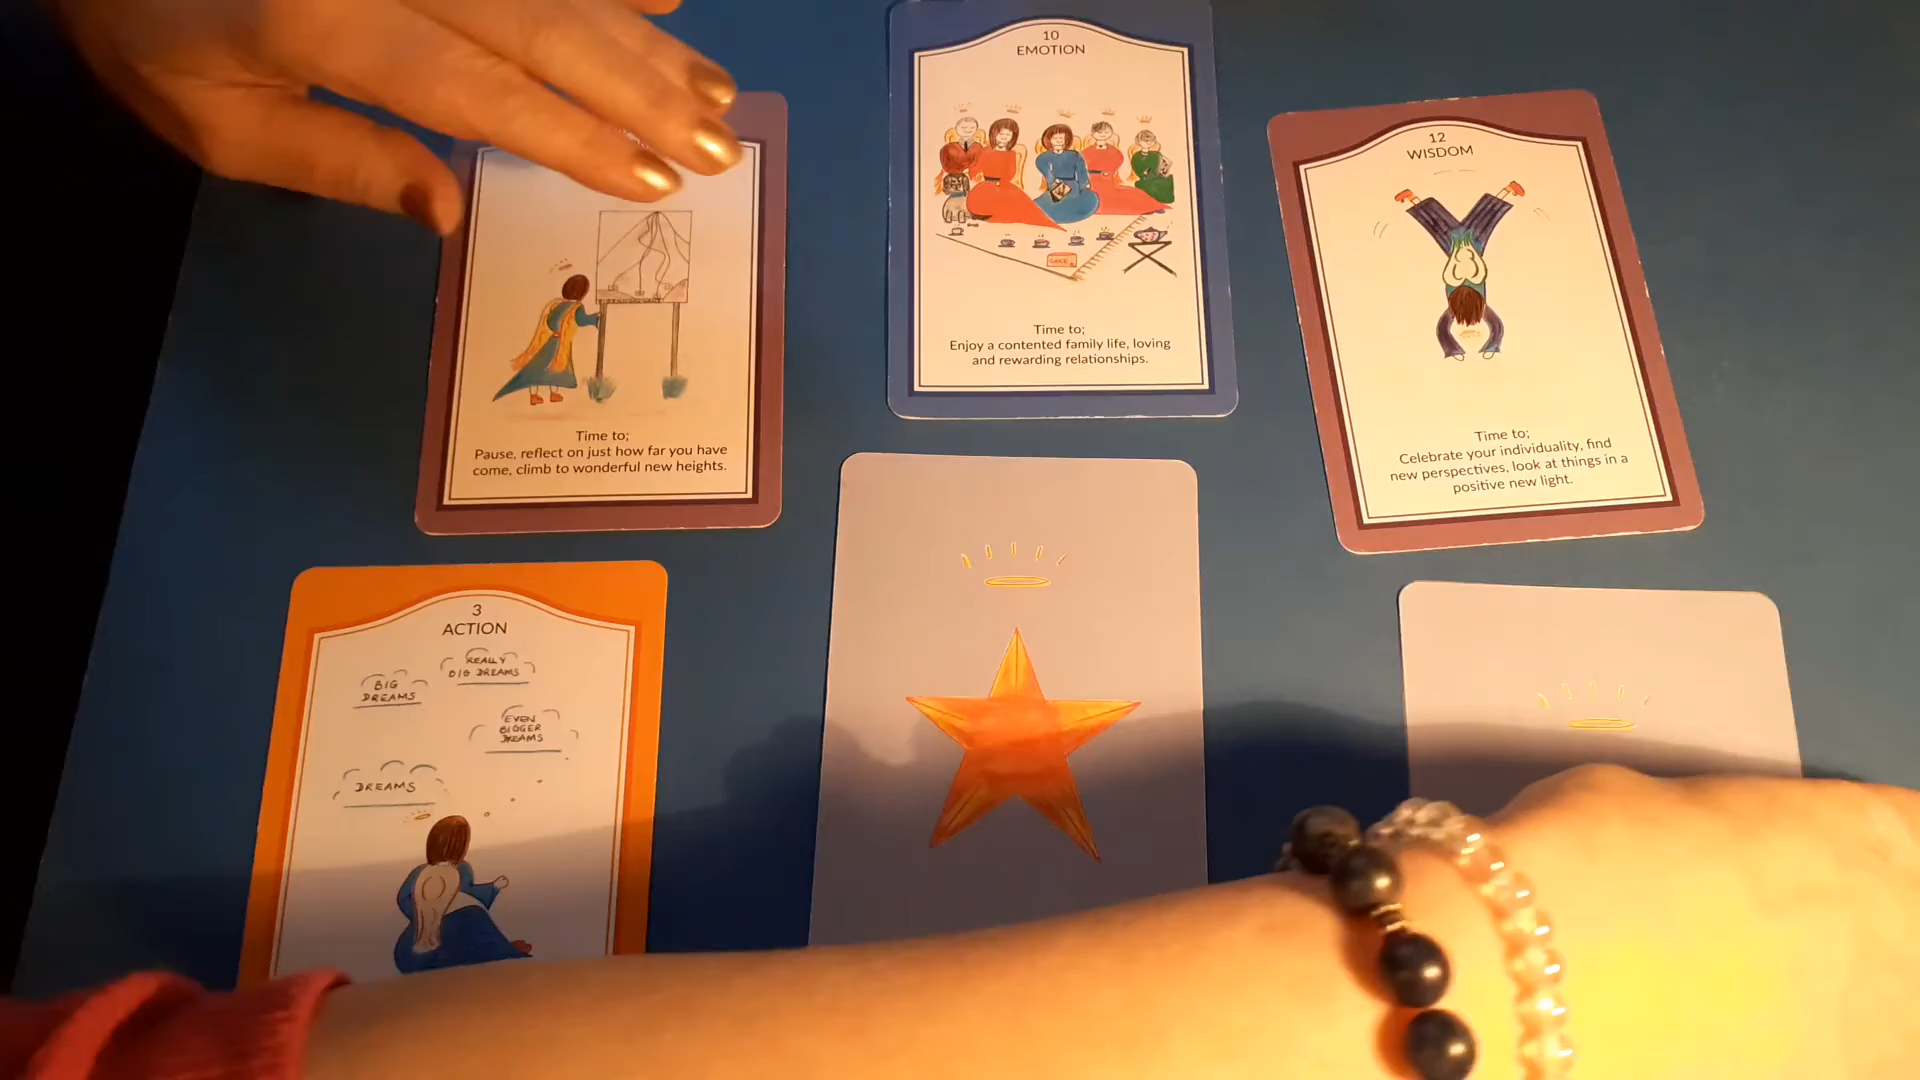 Time to;
Pause, reflect on just how far you have
come, climb to wonderful new heights.
10
EMOTION
CAKE
Time to;
Enjoy a contented family life, loving
and rewarding relationships.
12
WISDOM
Time to;
Celebrate your individuality, find
new perspectives, look at things in a
positive new light.
3
ACTION
REALLY
BIG DREAMS
BIG
DREAMS
EVEN
BIGGER
DREAMS
DREAMS